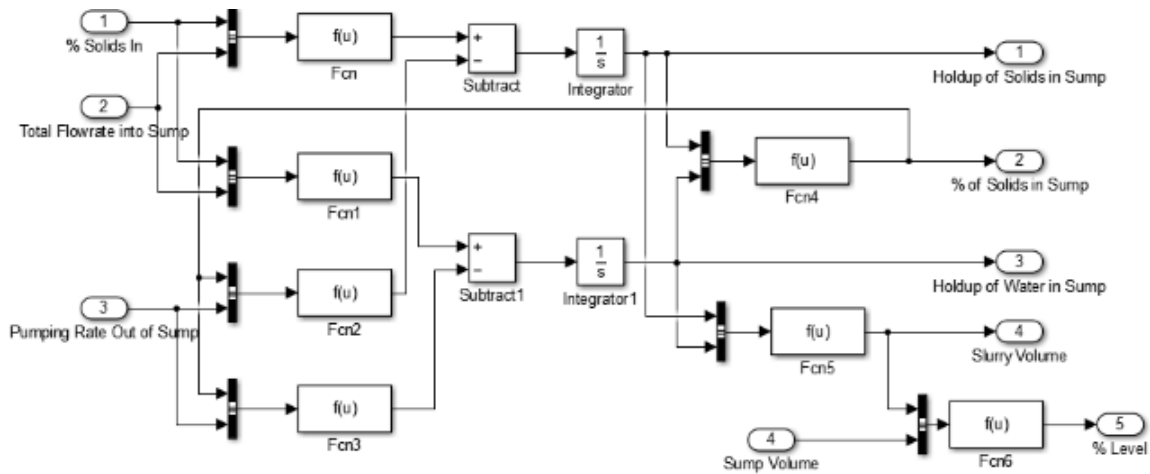 1
% Solids In
f(u)
Fcn
+
−
Subtract
1
s
Integrator
1
Holdup of Solids in Sump
2
Total Flowrate into Sump
f(u)
Fcn1
f(u)
Fcn4
2
% of Solids in Sump
+
−
Subtract1
1
s
Integrator1
3
Holdup of Water in Sump
3
Pumping Rate Out of Sump
f(u)
Fcn2
f(u)
Fcn5
4
Slurry Volume
f(u)
Fcn3
4
Sump Volume
f(u)
Fcn6
5
% Level